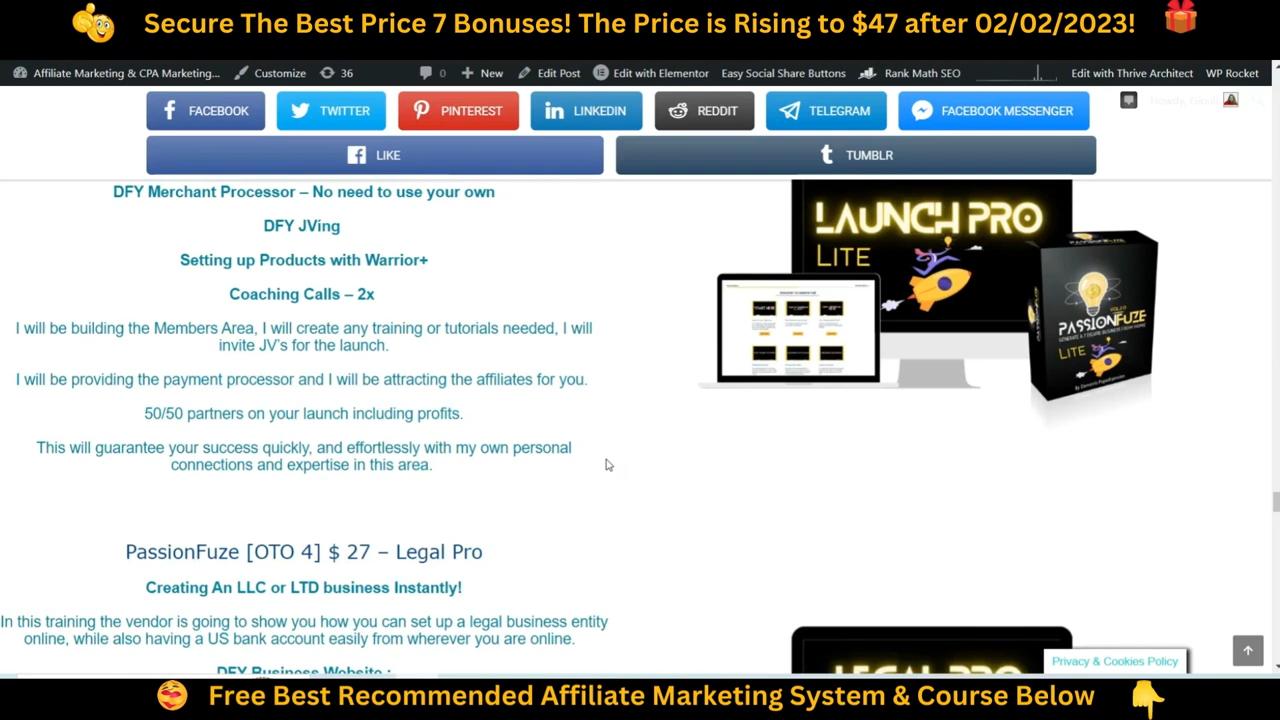 Secure The Best Price 7 Bonuses! The Price is Rising to $47 after 02/02/2023!
Affiliate Marketing & CPA Marketing... Customize 36 0 New Edit Post Edit with Elementor Easy Social Share Buttons Rank Math SEO Edit with Thrive Architect WP Rocket
FACEBOOK TWITTER PINTEREST LINKEDIN REDDIT TELEGRAM FACEBOOK MESSENGER
LIKE TUMBLR
DFY Merchant Processor – No need to use your own
DFY JVing
Setting up Products with Warrior+
Coaching Calls – 2x
I will be building the Members Area, I will create any training or tutorials needed, I will
invite JV's for the launch.
I will be providing the payment processor and I will be attracting the affiliates for you.
50/50 partners on your launch including profits.
This will guarantee your success quickly, and effortlessly with my own personal
connections and expertise in this area.
LAUNCH PRO
LITE
PASSIONFUZE
LITE
PassionFuze [OTO 4] $ 27 – Legal Pro
Creating An LLC or LTD business Instantly!
In this training the vendor is going to show you how you can set up a legal business entity
online, while also having a US bank account easily from wherever you are online.
DFY Business Website :
LEGAL PRO
Privacy & Cookies Policy
Free Best Recommended Affiliate Marketing System & Course Below